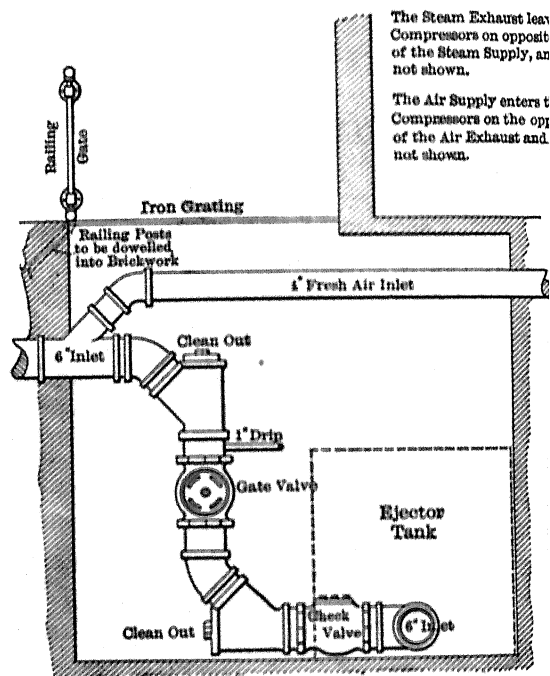 The Steam Exhaust leav
Compressors on opposit
of the Steam Supply, an
not shown.
The Air Supply enters t
Compressors on the opp
of the Air Exhaust and
not shown.
Railing
Gate
Iron Grating
Railing Posts
to be dowelled
into Brickwork
4" Fresh Air Inlet
6" Inlet
Clean Out
1" Drip
Gate Valve
Ejector
Tank
Clean Out
Check
Valve
6" Inlet